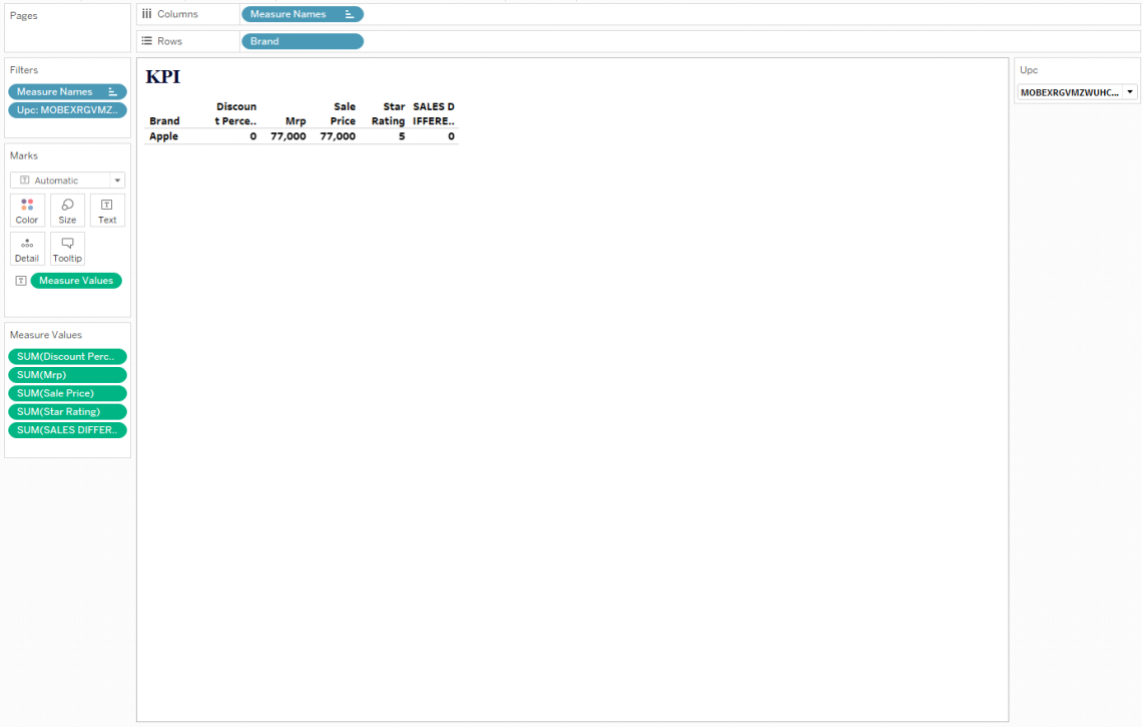 Pages
Columns
Measure Names
Rows
Brand
Filters
Measure Names
Upc: MOBEXRGVMZ..
Marks
Automatic
Color Size Text
Detail Tooltip
Measure Values
Measure Values
SUM(Discount Perc..
SUM(Mrp)
SUM(Sale Price)
SUM(Star Rating)
SUM(SALES DIFFER..
KPI
Discoun Sale Star SALES D
Brand t Perce.. Mrp Price Rating IFFERE..
Apple 0 77,000 77,000 5 0
Upc
MOBEXRGVMZWUHC...